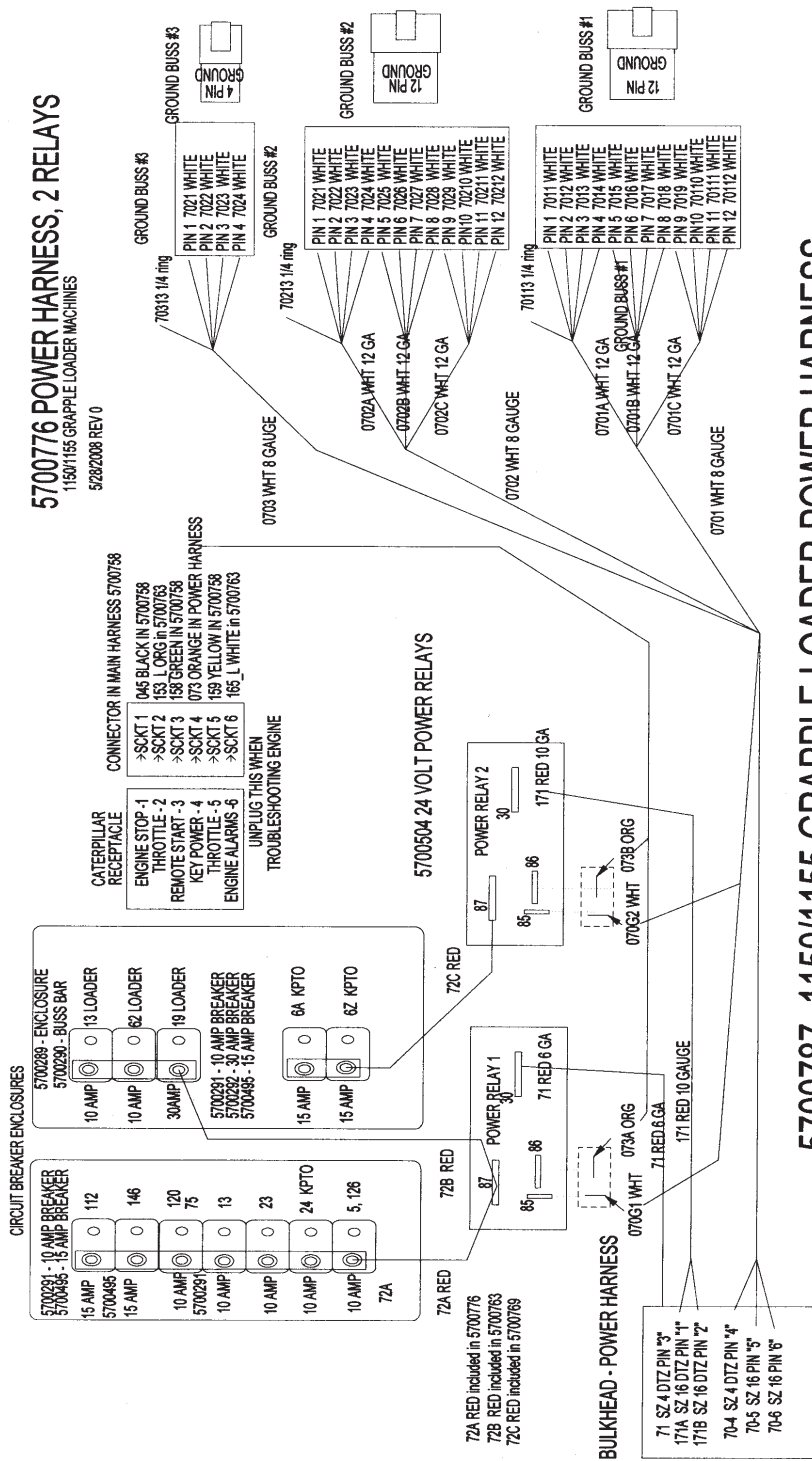 5700776 POWER HARNESS, 2 RELAYS
1150/1155 GRAPPLE LOADER MACHINES
5/28/2008 REV 0
CIRCUIT BREAKER ENCLOSURES
5700291 - 10 AMP BREAKER
5700495 - 15 AMP BREAKER
15 AMP
112
5700495
15 AMP
146
120
10 AMP
75
5700291
10 AMP
13
10 AMP
23
10 AMP
24 KPTO
10 AMP
5, 126
72A
5700289 - ENCLOSURE
5700290 - BUSS BAR
10 AMP
13 LOADER
10 AMP
62 LOADER
30AMP
19 LOADER
5700291 - 10 AMP BREAKER
5700292 - 30 AMP BREAKER
5700495 - 15 AMP BREAKER
15 AMP
6A KPTO
15 AMP
6Z KPTO
CATERPILLAR
RECEPTACLE
ENGINE STOP -1
THROTTLE - 2
REMOTE START - 3
KEY POWER - 4
THROTTLE - 5
ENGINE ALARMS -6
UNPLUG THIS WHEN
TROUBLESHOOTING ENGINE
CONNECTOR IN MAIN HARNESS 5700758
>SCKT 1 045 BLACK IN 5700758
>SCKT 2 153_L ORG in 5700763
>SCKT 3 158 GREEN IN 5700758
>SCKT 4 073 ORANGE IN POWER HARNESS
>SCKT 5 159 YELLOW IN 5700758
>SCKT 6 165_L WHITE in 5700763
GROUND BUSS #3
PIN 1 7021 WHITE
PIN 2 7022 WHITE
PIN 3 7023 WHITE
PIN 4 7024 WHITE
GROUND BUSS #3
4 PIN
GROUND
70313 1/4 ring
0703 WHT 8 GAUGE
GROUND BUSS #2
PIN 1 7021 WHITE
PIN 2 7022 WHITE
PIN 3 7023 WHITE
PIN 4 7024 WHITE
PIN 5 7025 WHITE
PIN 6 7026 WHITE
PIN 7 7027 WHITE
PIN 8 7028 WHITE
PIN 9 7029 WHITE
PIN10 70210 WHITE
PIN 11 70211 WHITE
PIN 12 70212 WHITE
GROUND BUSS #2
12 PIN
GROUND
70213 1/4 ring
0702A WHT 12 GA
0702B WHT 12 GA
0702C WHT 12 GA
0702 WHT 8 GAUGE
PIN 1 7011 WHITE
PIN 2 7012 WHITE
PIN 3 7013 WHITE
PIN 4 7014 WHITE
PIN 5 7015 WHITE
PIN 6 7016 WHITE
PIN 7 7017 WHITE
PIN 8 7018 WHITE
PIN 9 7019 WHITE
PIN10 70110 WHITE
PIN 11 70111 WHITE
PIN 12 70112 WHITE
GROUND BUSS #1
12 PIN
GROUND
70113 1/4 ring
GROUND BUSS #1
0701A WHT 12 GA
0701B WHT 12 GA
0701C WHT 12 GA
0701 WHT 8 GAUGE
5700504 24 VOLT POWER RELAYS
72A RED
72B RED
72C RED
POWER RELAY 1
87
30
86
85
71 RED 6 GA
070G1 WHT
073A ORG
POWER RELAY 2
87
30
86
85
171 RED 10 GA
070G2 WHT
073B ORG
72A RED included in 5700776
72B RED included in 5700763
72C RED included in 5700769
71 RED 6 GA
171 RED 10 GAUGE
BULKHEAD - POWER HARNESS
71 SZ 4 DTZ PIN "3"
171A SZ 16 DTZ PIN "1"
171B SZ 16 DTZ PIN "2"
70-4 SZ 4 DTZ PIN "4"
70-5 SZ 16 PIN "5"
70-6 SZ 16 PIN '6"